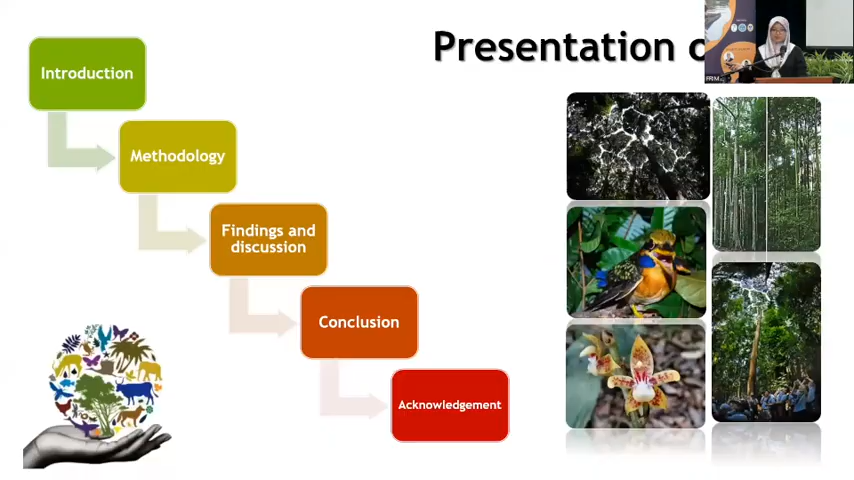 Presentation
Introduction
Methodology
Findings and
discussion
Conclusion
Acknowledgement